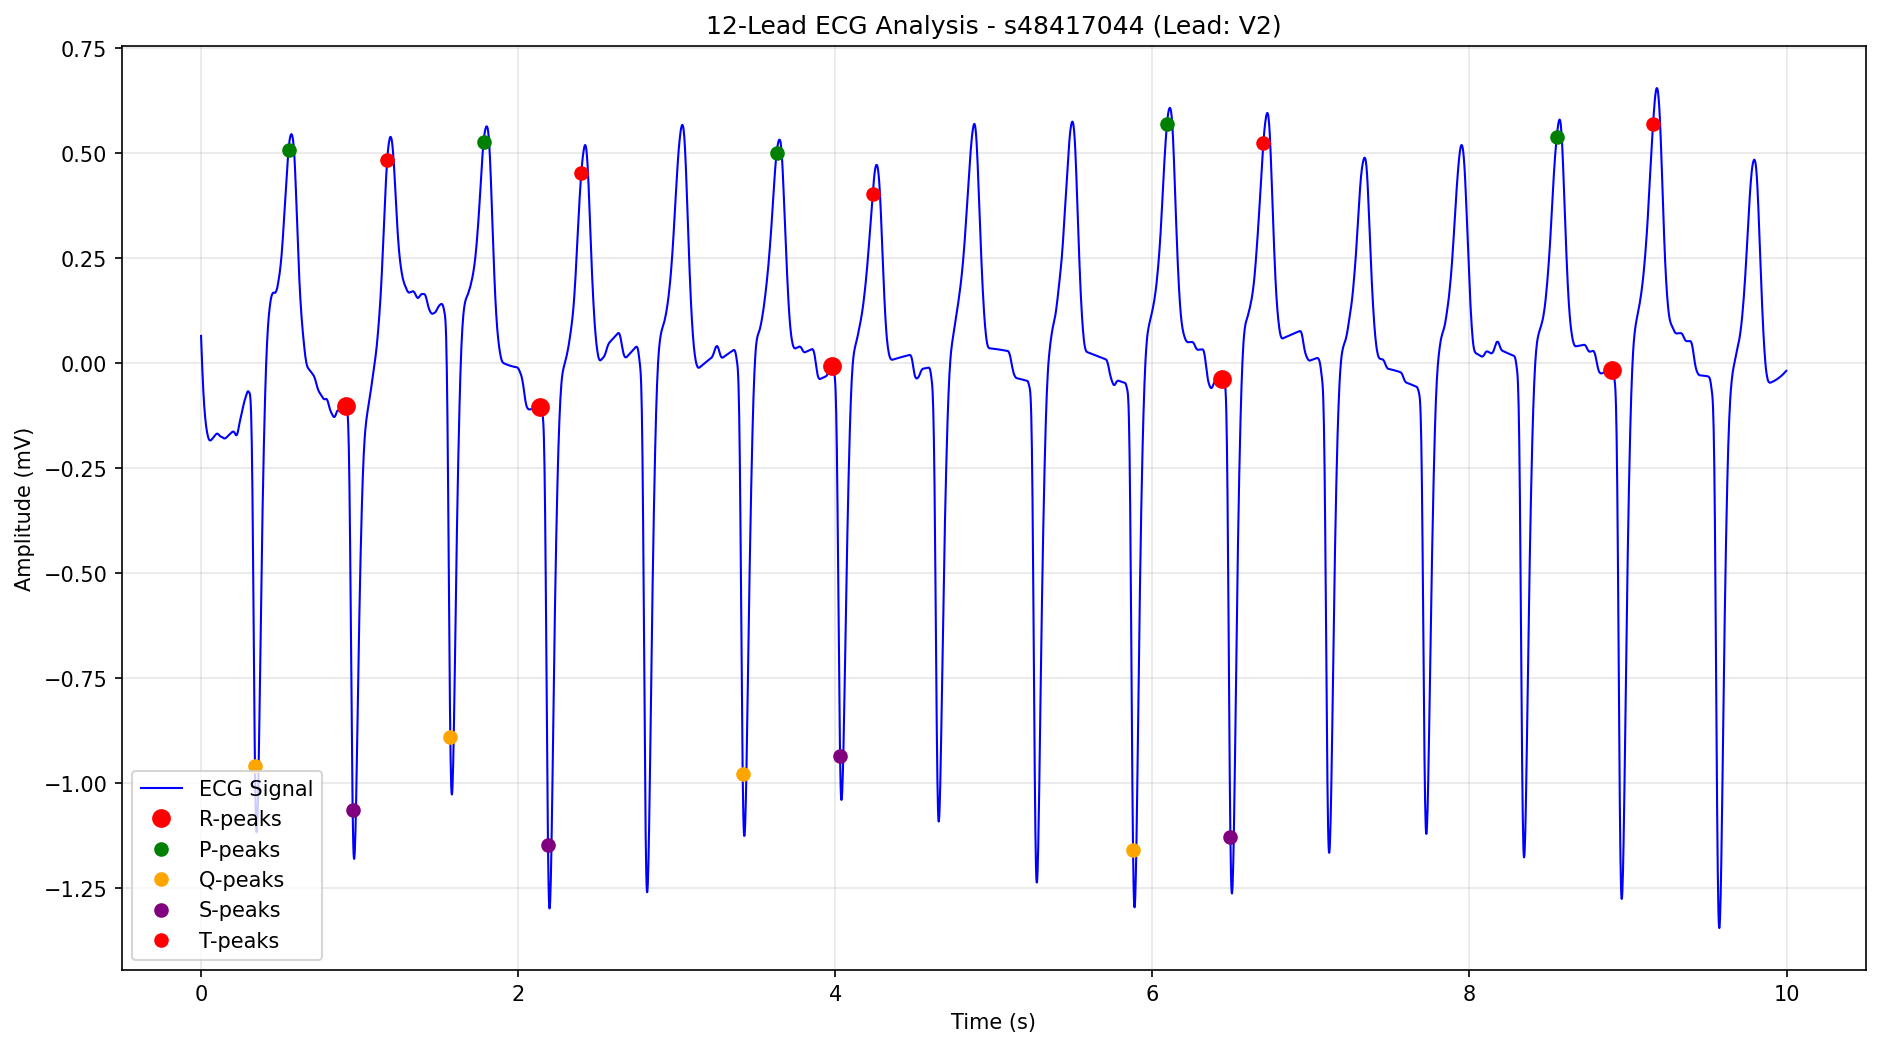 12-Lead ECG Analysis - s48417044 (Lead: V2)
Amplitude (mV)
0.75
0.50
0.25
0.00
−0.25
−0.50
−0.75
−1.00
−1.25
ECG Signal
R-peaks
P-peaks
Q-peaks
S-peaks
T-peaks
0 2 4 6 8 10
Time (s)